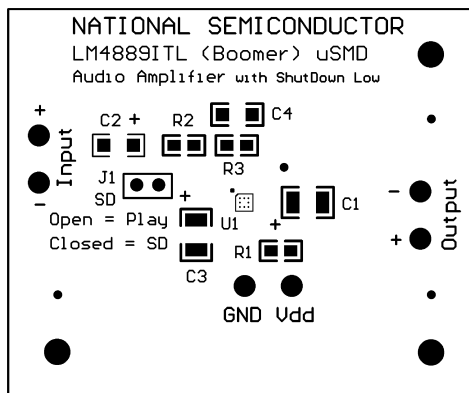 NATIONAL SEMICONDUCTOR
LM4889ITL (Boomer) uSMD
Audio Amplifier with ShutDown Low
+
C2 +
R2
C4
Input
R3
-
J1
SD
+
U1
C1
-
Output
+
Open = Play
Closed = SD
+
R1
C3
GND Vdd